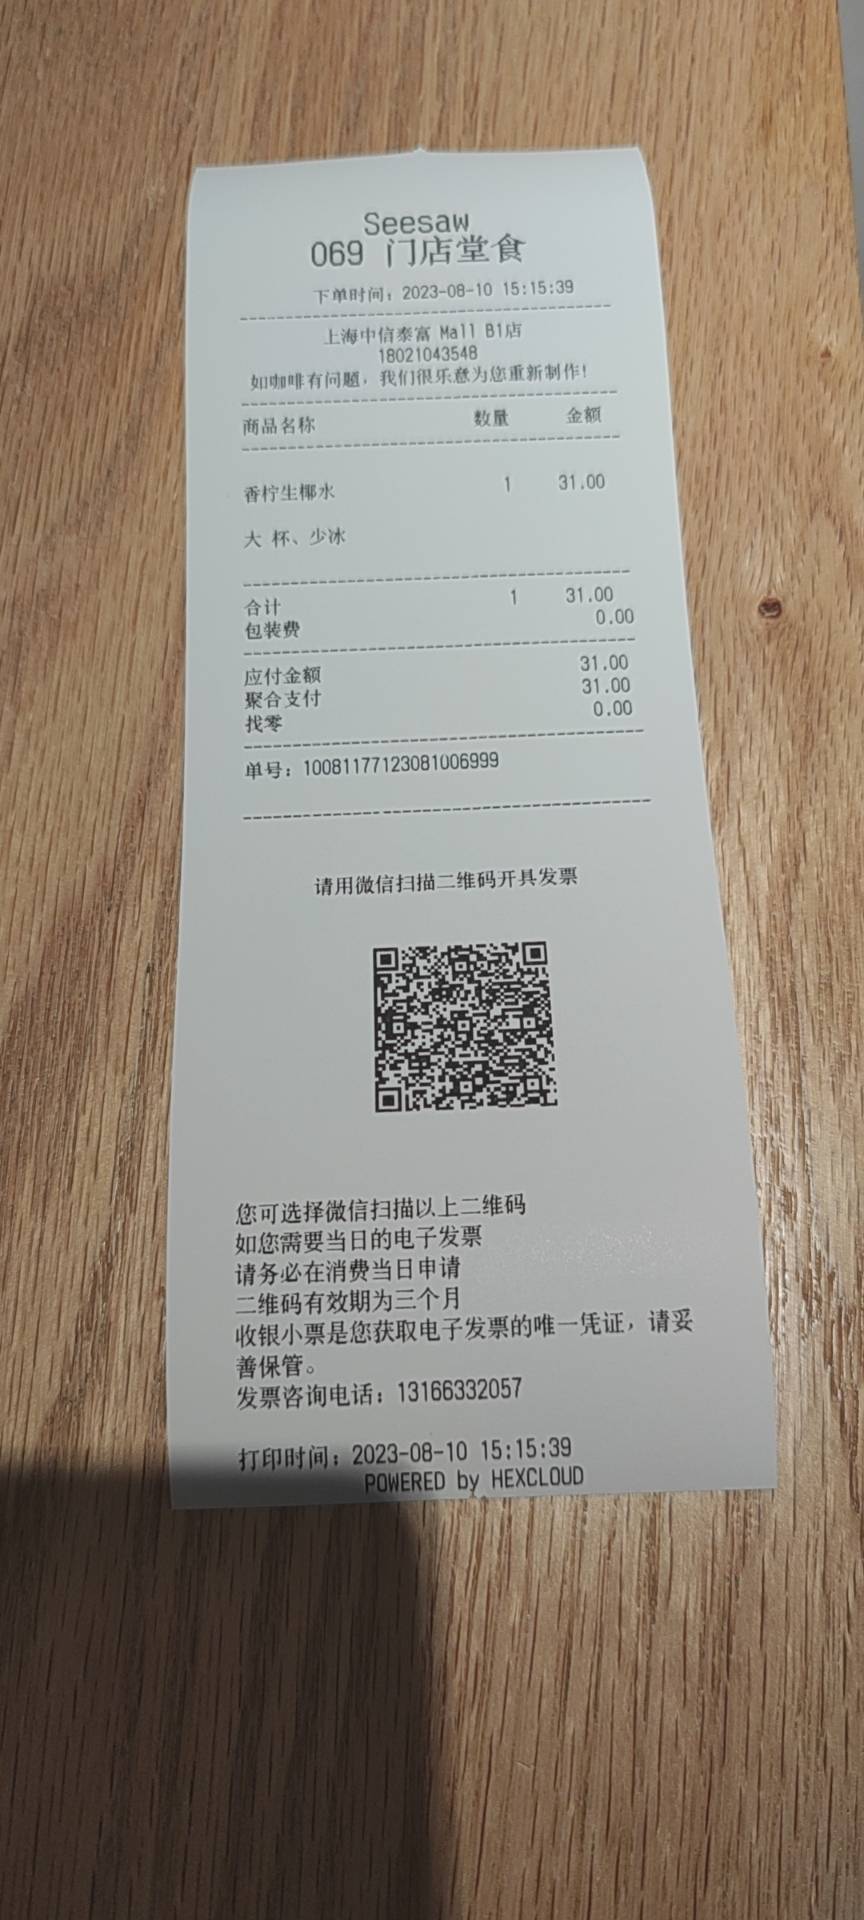 Seesaw
069 门店堂食
下单时间：2023-08-10 15:15:39
上海中信泰富 Mall B1店
18021043548
如咖啡有问题，我们很乐意为您重新制作！
商品名称 数量 金额
香柠生椰水 1 31.00
大 杯、少冰
合计 1 31.00
包装费 0.00
应付金额 31.00
聚合支付 31.00
找零 0.00
单号：10081177123081006999
请用微信扫描二维码开具发票
您可选择微信扫描以上二维码
如您需要当日的电子发票
请务必在消费当日申请
二维码有效期为三个月
收银小票是您获取电子发票的唯一凭证，请妥
善保管。
发票咨询电话：13166332057
打印时间：2023-08-10 15:15:39
POWERED by HEXCLOUD